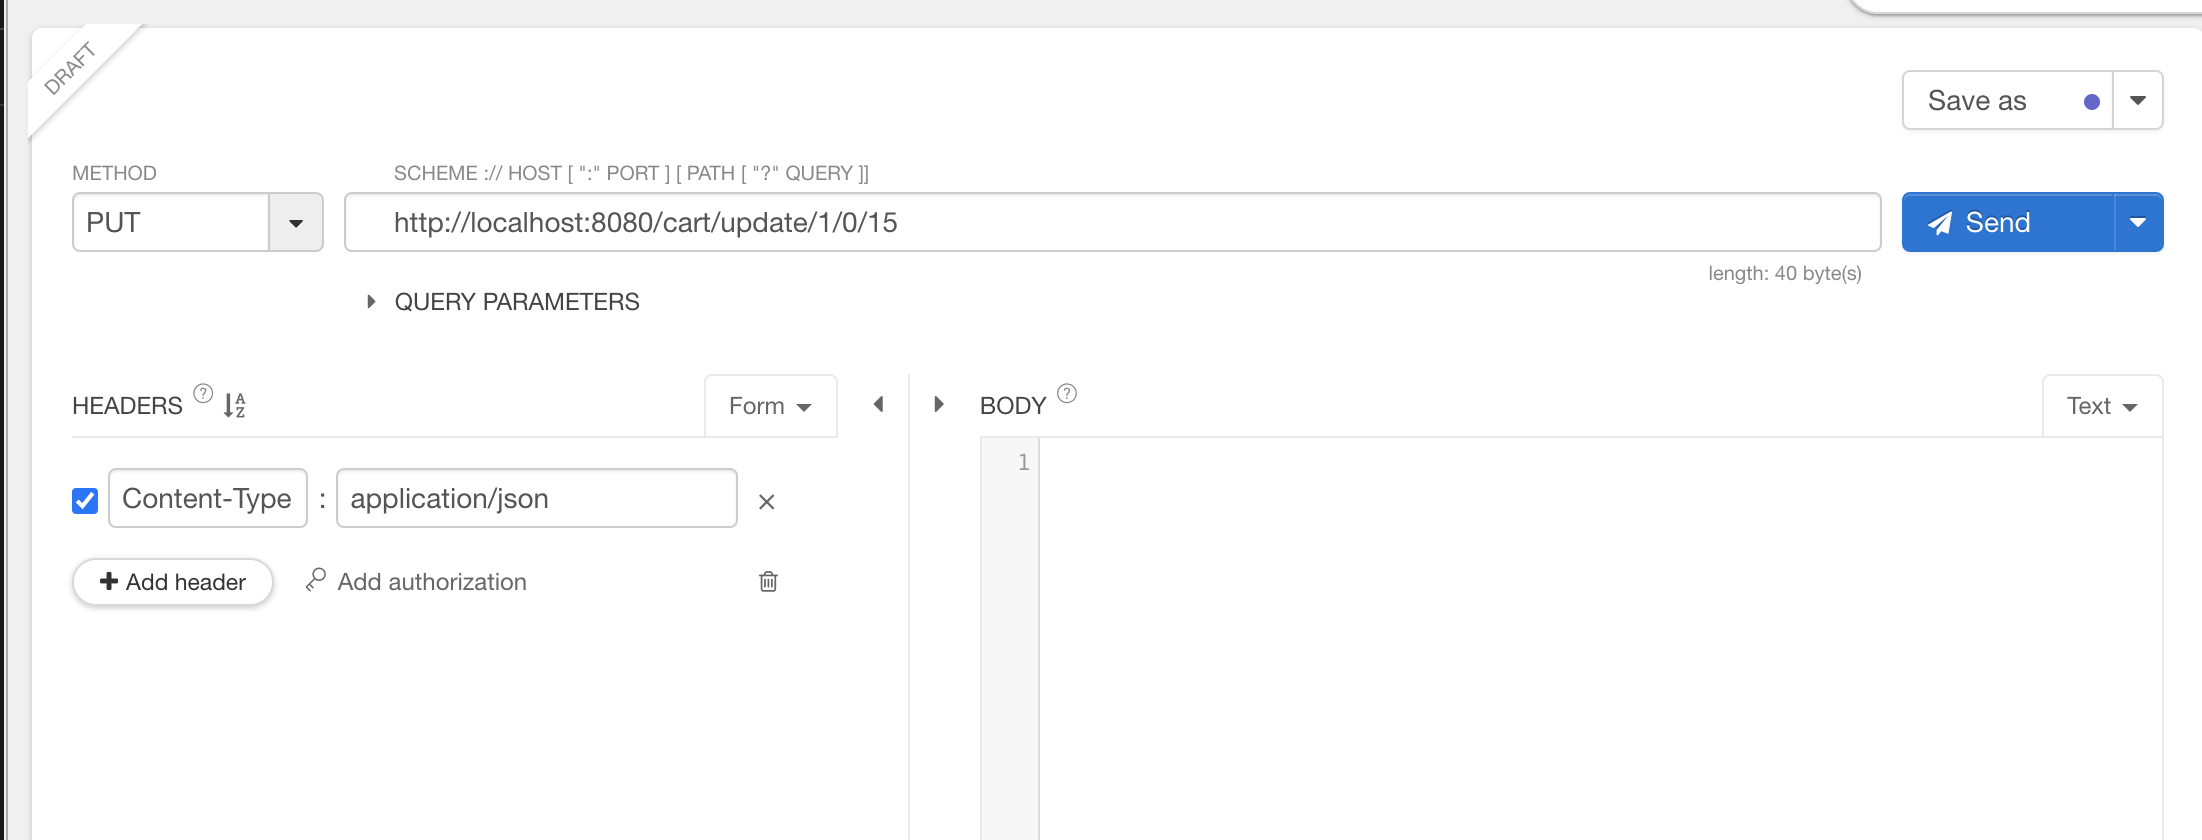 DRAFT
Save as
METHOD
SCHEME :// HOST [ ":" PORT ] [ PATH [ "?" QUERY ]]
PUT
http://localhost:8080/cart/update/1/0/15
Send
length: 40 byte(s)
QUERY PARAMETERS
HEADERS ? A Z
Form
BODY ?
Text
Content-Type : application/json
1
+ Add header
Add authorization